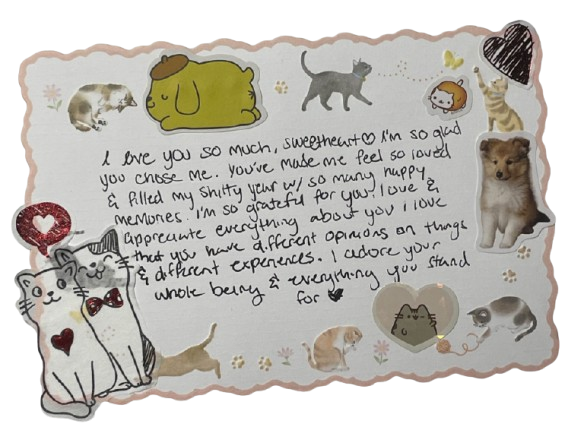 I love you so much, sweetheart♡ I'm so glad
you chose me. You've made me feel so loved
& filled my shitty year w/ so many happy
memories. I'm so grateful for you. I love &
appreciate everything about you. I love
that you have different opinions on things
& different experiences. I adore your
whole being & everything you stand
for ♥